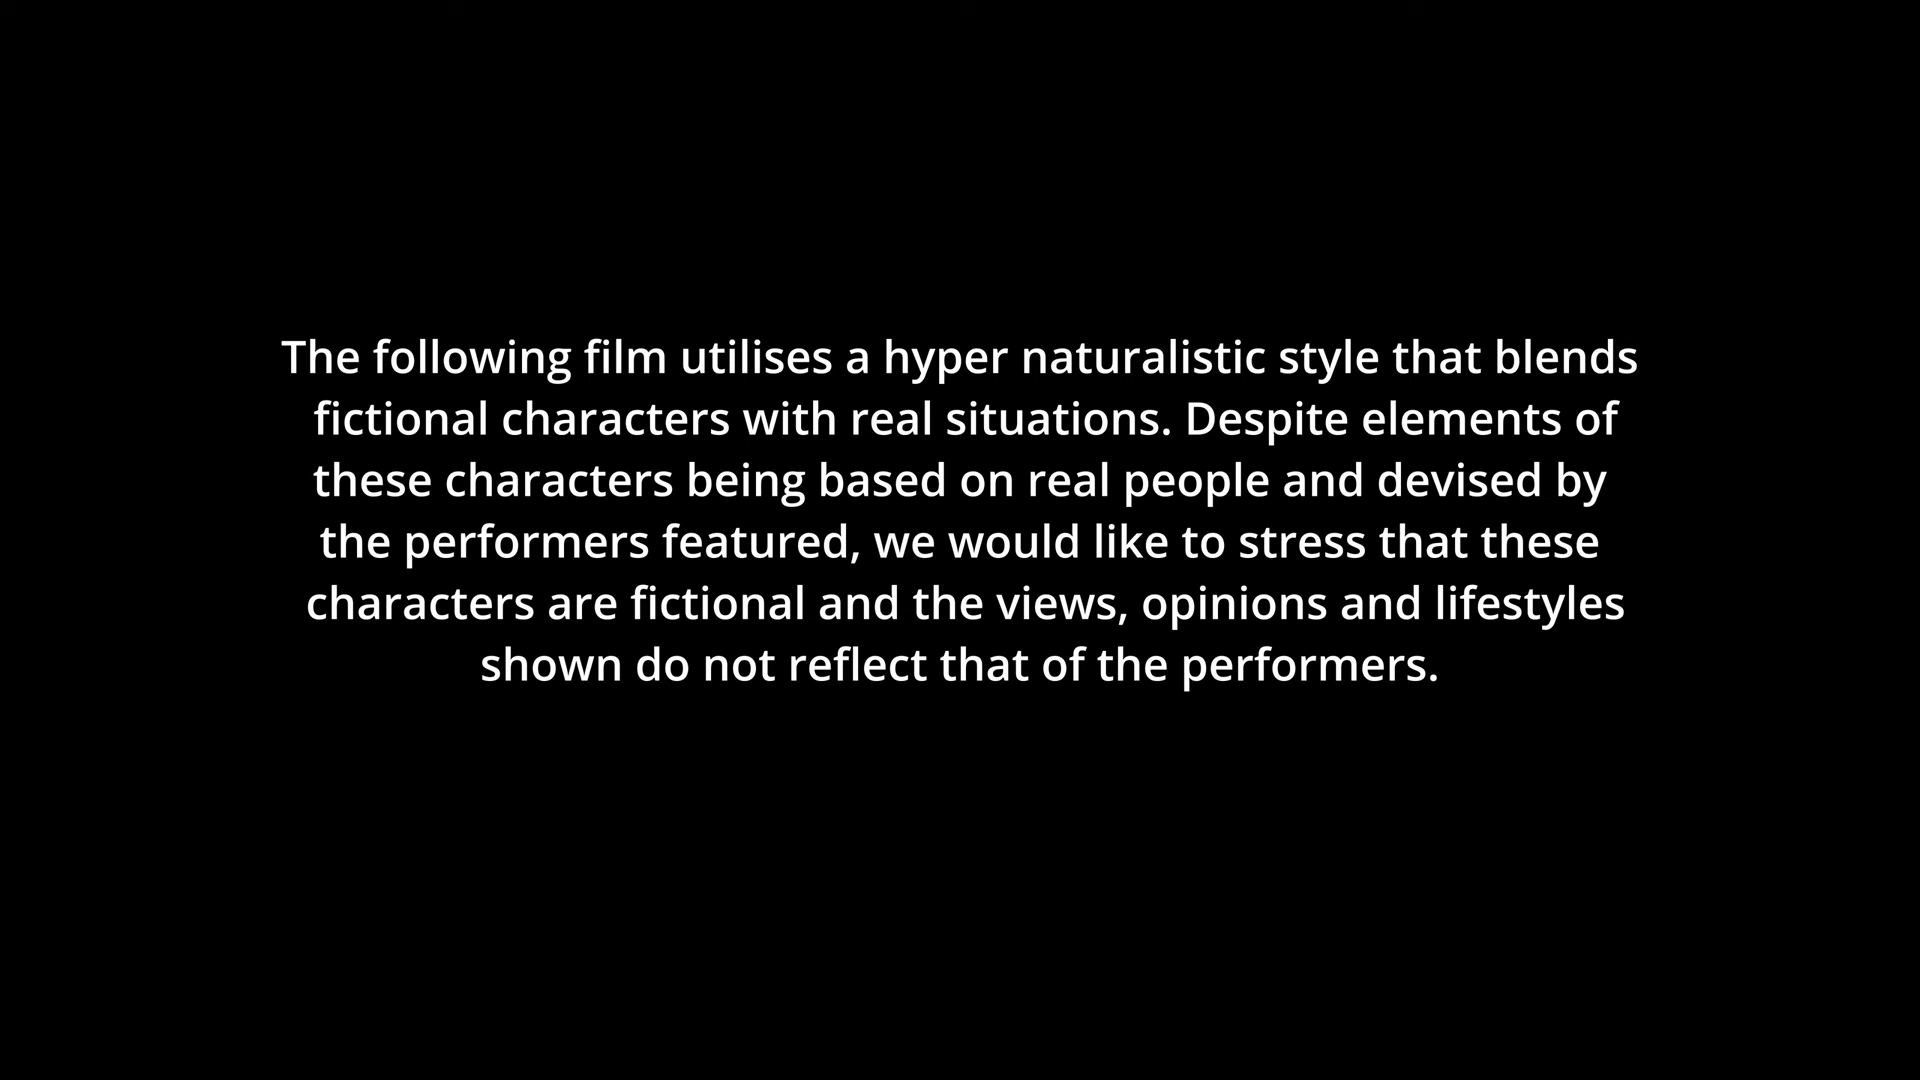 The following film utilises a hyper naturalistic style that blends
fictional characters with real situations. Despite elements of
these characters being based on real people and devised by
the performers featured, we would like to stress that these
characters are fictional and the views, opinions and lifestyles
shown do not reflect that of the performers.